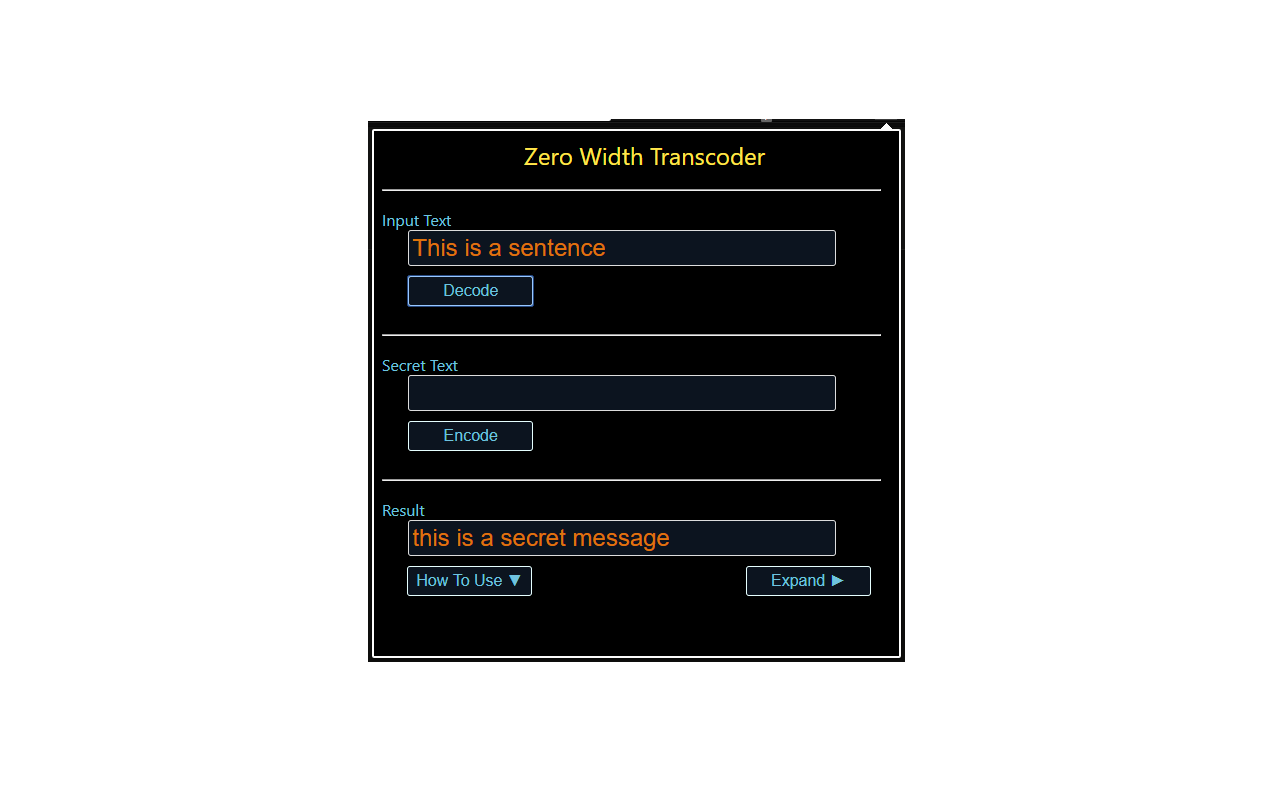 Zero Width Transcoder
Input Text
This is a sentence
Decode
Secret Text
Encode
Result
this is a secret message
How To Use ▼
Expand ►